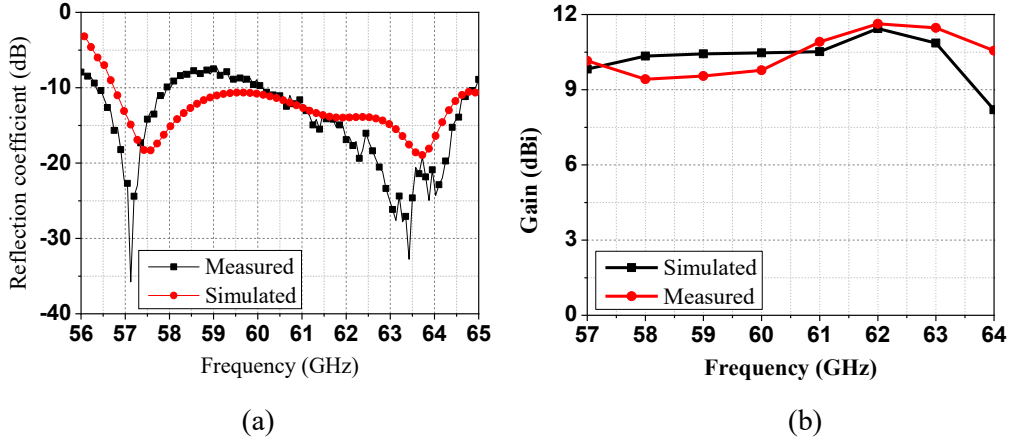 0
-10
-20
-30
-40
Reflection coefficient (dB)
Measured
Simulated
56 57 58 59 60 61 62 63 64 65
Frequency (GHz)
(a)
12
9
6
3
0
Gain (dBi)
Simulated
Measured
57 58 59 60 61 62 63 64
Frequency (GHz)
(b)